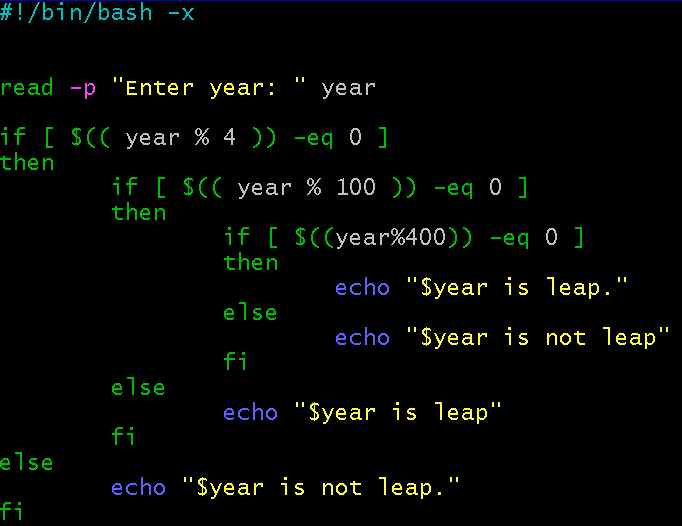 #!/bin/bash -x
read -p "Enter year: " year
if [ $(( year % 4 )) -eq 0 ]
then
if [ $(( year % 100 )) -eq 0 ]
then
if [ $((year%400)) -eq 0 ]
then
echo "$year is leap."
else
echo "$year is not leap"
fi
else
echo "$year is leap"
fi
else
echo "$year is not leap."
fi